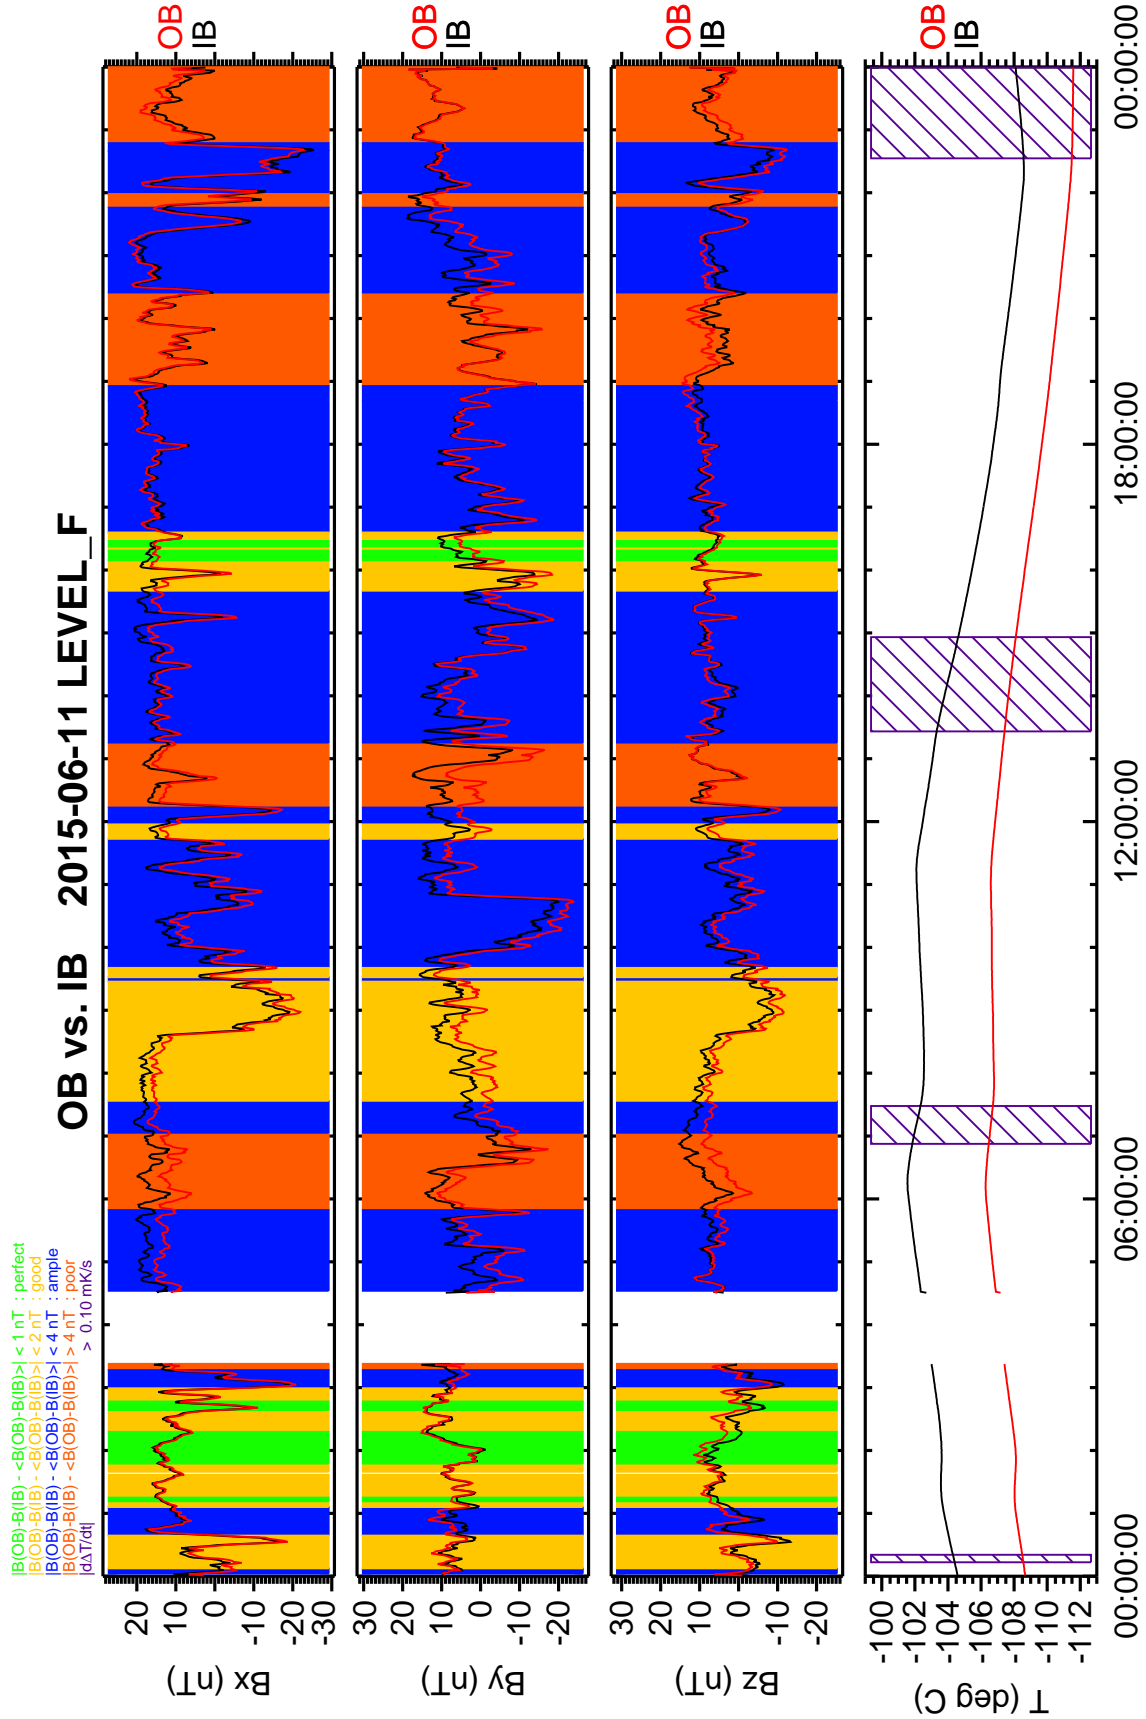 OB vs. IB 2015-06-11 LEVEL_F
|B(OB)-B(IB) - <B(OB)-B(IB)>| < 1 nT : perfect
|B(OB)-B(IB) - <B(OB)-B(IB)>| < 2 nT : good
|B(OB)-B(IB) - <B(OB)-B(IB)>| < 4 nT : ample
|B(OB)-B(IB) - <B(OB)-B(IB)>| > 4 nT : poor
|dΔT/dt| > 0.10 mK/s
Bx (nT)
20
10
0
-10
-20
-30
OB
IB
By (nT)
30
20
10
0
-10
-20
OB
IB
Bz (nT)
30
20
10
0
-10
-20
OB
IB
T (deg C)
-100
-102
-104
-106
-108
-110
-112
OB
IB
00:00:00
06:00:00
12:00:00
18:00:00
00:00:00